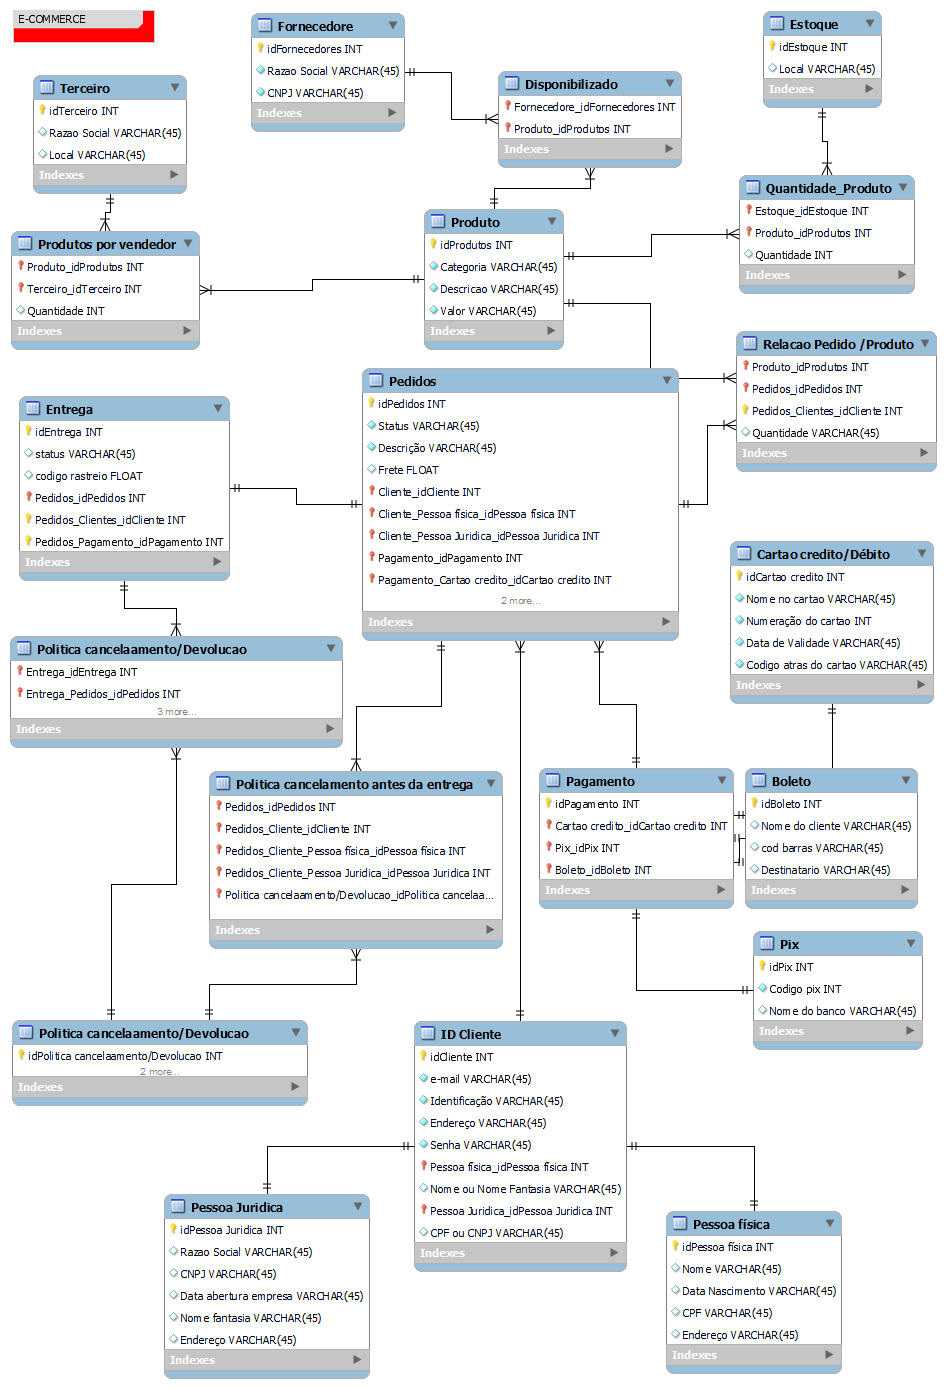 E-COMMERCE
Fornecedore
idFornecedores INT
Razao Social VARCHAR(45)
CNPJ VARCHAR(45)
Indexes
Estoque
idEstoque INT
Local VARCHAR(45)
Indexes
Terceiro
idTerceiro INT
Razao Social VARCHAR(45)
Local VARCHAR(45)
Indexes
Disponibilizado
Fornecedore_idFornecedores INT
Produto_idProdutos INT
Indexes
Quantidade_Produto
Estoque_idEstoque INT
Produto_idProdutos INT
Quantidade INT
Indexes
Produtos por vendedor
Produto_idProdutos INT
Terceiro_idTerceiro INT
Quantidade INT
Indexes
Produto
idProdutos INT
Categoria VARCHAR(45)
Descricao VARCHAR(45)
Valor VARCHAR(45)
Indexes
Relacao Pedido /Produto
Produto_idProdutos INT
Pedidos_idPedidos INT
Pedidos_Clientes_idCliente INT
Quantidade VARCHAR(45)
Indexes
Pedidos
idPedidos INT
Status VARCHAR(45)
Descrição VARCHAR(45)
Frete FLOAT
Cliente_idCliente INT
Cliente_Pessoa física_idPessoa física INT
Cliente_Pessoa Juridica_idPessoa Juridica INT
Pagamento_idPagamento INT
Pagamento_Cartao credito_idCartao credito INT
2 more...
Indexes
Entrega
idEntrega INT
status VARCHAR(45)
codigo rastreio FLOAT
Pedidos_idPedidos INT
Pedidos_Clientes_idCliente INT
Pedidos_Pagamento_idPagamento INT
Indexes
Cartao credito/Débito
idCartao credito INT
Nome no cartao VARCHAR(45)
Numeração do cartao INT
Data de Validade VARCHAR(45)
Codigo atras do cartao VARCHAR(45)
Indexes
Politica cancelaamento/Devolucao
Entrega_idEntrega INT
Entrega_Pedidos_idPedidos INT
3 more...
Indexes
Politica cancelamento antes da entrega
Pedidos_idPedidos INT
Pedidos_Cliente_idCliente INT
Pedidos_Cliente_Pessoa física_idPessoa física INT
Pedidos_Cliente_Pessoa Juridica_idPessoa Juridica INT
Politica cancelaamento/Devolucao_idPolitica cancelaa...
Indexes
Pagamento
idPagamento INT
Cartao credito_idCartao credito INT
Pix_idPix INT
Boleto_idBoleto INT
Indexes
Boleto
idBoleto INT
Nome do cliente VARCHAR(45)
cod barras VARCHAR(45)
Destinatario VARCHAR(45)
Indexes
Pix
idPix INT
Codigo pix INT
Nome do banco VARCHAR(45)
Indexes
Politica cancelaamento/Devolucao
idPolitica cancelaamento/Devolucao INT
2 more...
Indexes
ID Cliente
idCliente INT
e-mail VARCHAR(45)
Identificação VARCHAR(45)
Endereço VARCHAR(45)
Senha VARCHAR(45)
Pessoa física_idPessoa física INT
Nome ou Nome Fantasia VARCHAR(45)
Pessoa Juridica_idPessoa Juridica INT
CPF ou CNPJ VARCHAR(45)
Indexes
Pessoa Juridica
idPessoa Juridica INT
Razao Social VARCHAR(45)
CNPJ VARCHAR(45)
Data abertura empresa VARCHAR(45)
Nome fantasia VARCHAR(45)
Endereço VARCHAR(45)
Indexes
Pessoa física
idPessoa física INT
Nome VARCHAR(45)
Data Nascimento VARCHAR(45)
CPF VARCHAR(45)
Endereço VARCHAR(45)
Indexes